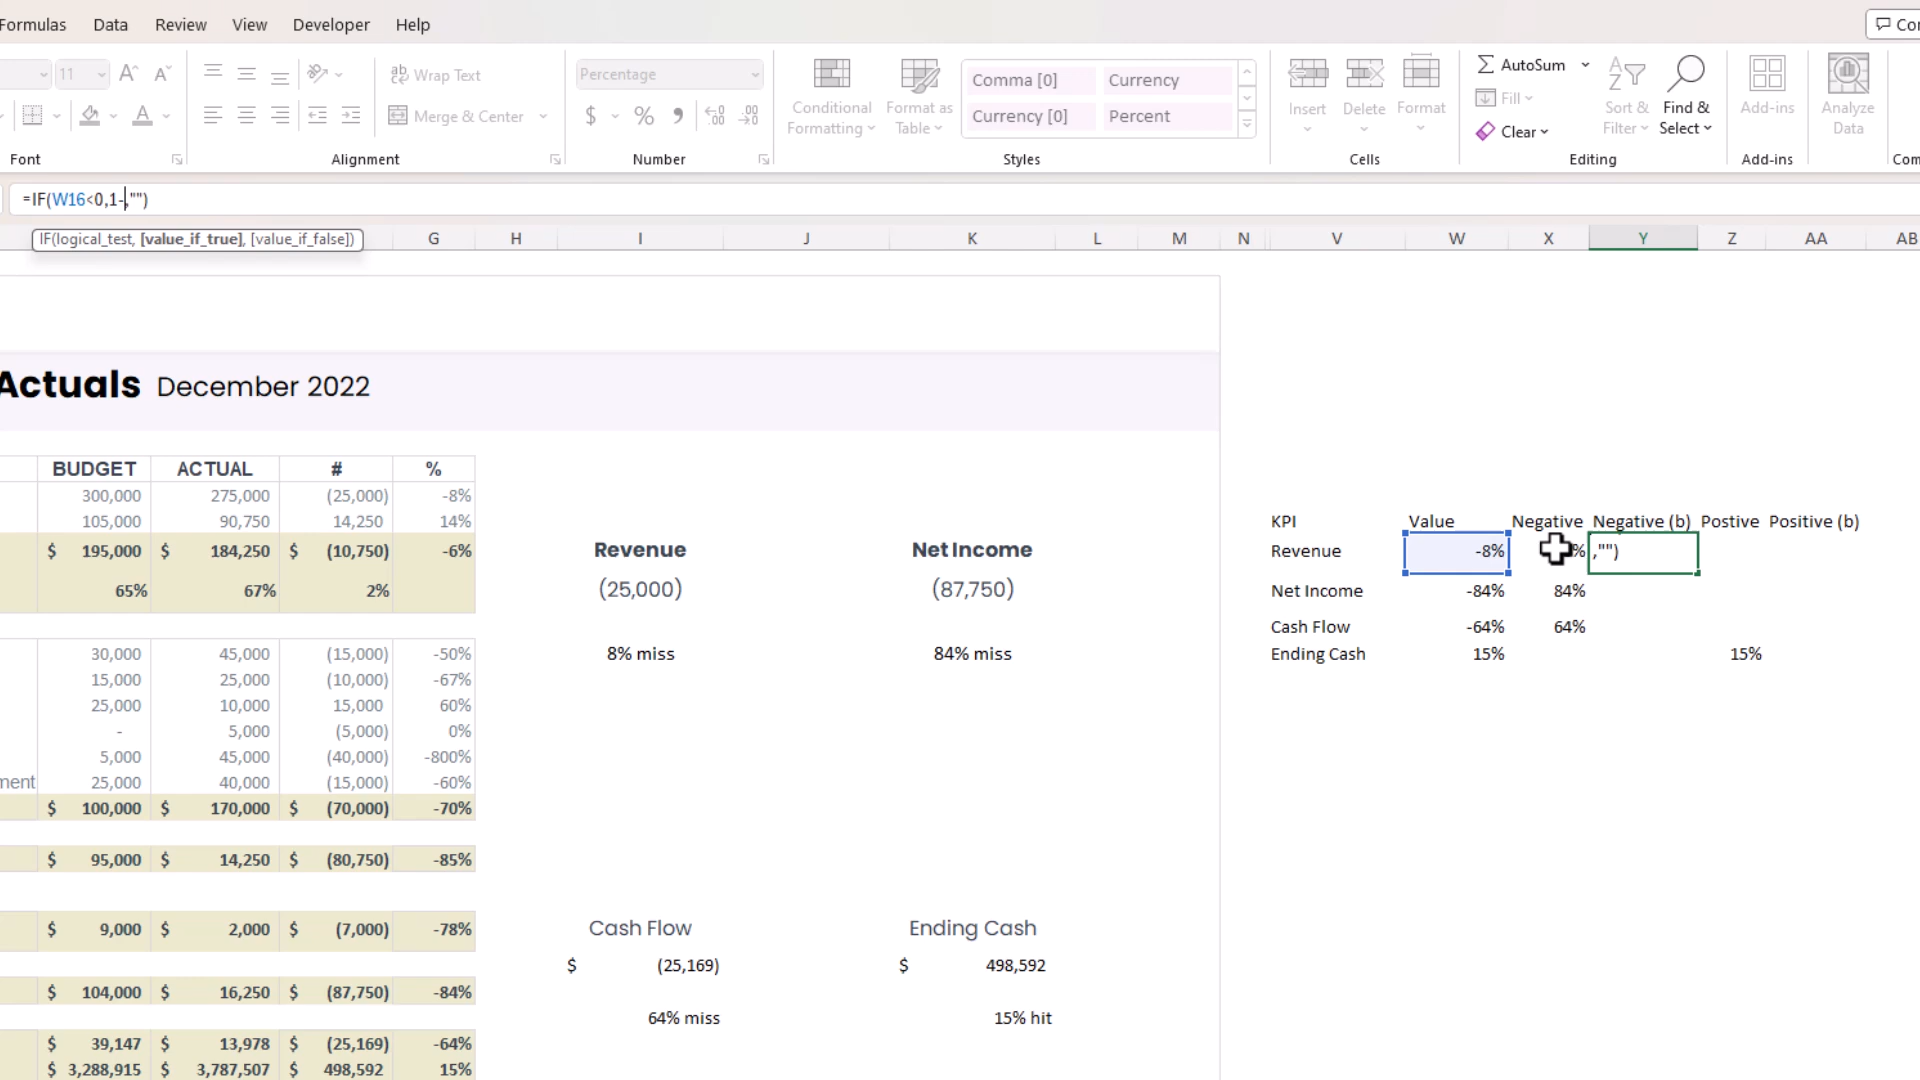 Formulas Data Review View Developer Help
11 Wrap Text Percentage Comma [0] Currency AutoSum
Merge & Center $ % Conditional Formatting Format as Table Currency [0] Percent Insert Delete Format Fill Clear Sort & Filter Find & Select Add-ins Analyze Data
Font Alignment Number Styles Cells Editing Add-ins
=IF(W16<0,1-,"")
IF(logical_test, [value_if_true], [value_if_false])
G H I J K L M N V W X Y Z AA AB
Actuals December 2022
BUDGET ACTUAL # %
300,000 275,000 (25,000) -8%
105,000 90,750 14,250 14%
$ 195,000 $ 184,250 $ (10,750) -6%
65% 67% 2%
30,000 45,000 (15,000) -50%
15,000 25,000 (10,000) -67%
25,000 10,000 15,000 60%
- 5,000 (5,000) 0%
5,000 45,000 (40,000) -800%
25,000 40,000 (15,000) -60%
$ 100,000 $ 170,000 $ (70,000) -70%
$ 95,000 $ 14,250 $ (80,750) -85%
$ 9,000 $ 2,000 $ (7,000) -78%
$ 104,000 $ 16,250 $ (87,750) -84%
$ 39,147 $ 13,978 $ (25,169) -64%
$ 3,288,915 $ 3,787,507 $ 498,592 15%
Revenue
(25,000)
8% miss
Net Income
(87,750)
84% miss
Cash Flow
$ (25,169)
64% miss
Ending Cash
$ 498,592
15% hit
KPI Value Negative Negative (b) Postive Positive (b)
Revenue -8% % ,"")
Net Income -84% 84%
Cash Flow -64% 64%
Ending Cash 15% 15%